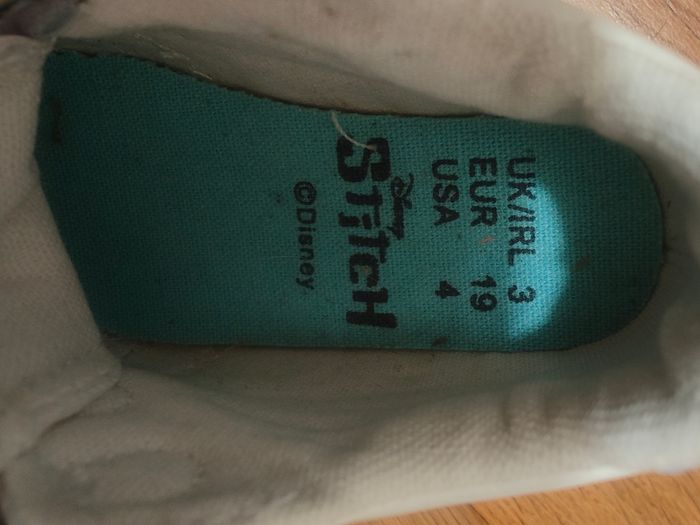 UK/IRL 3
EUR 19
USA 4
Disney
Stitch
©Disney